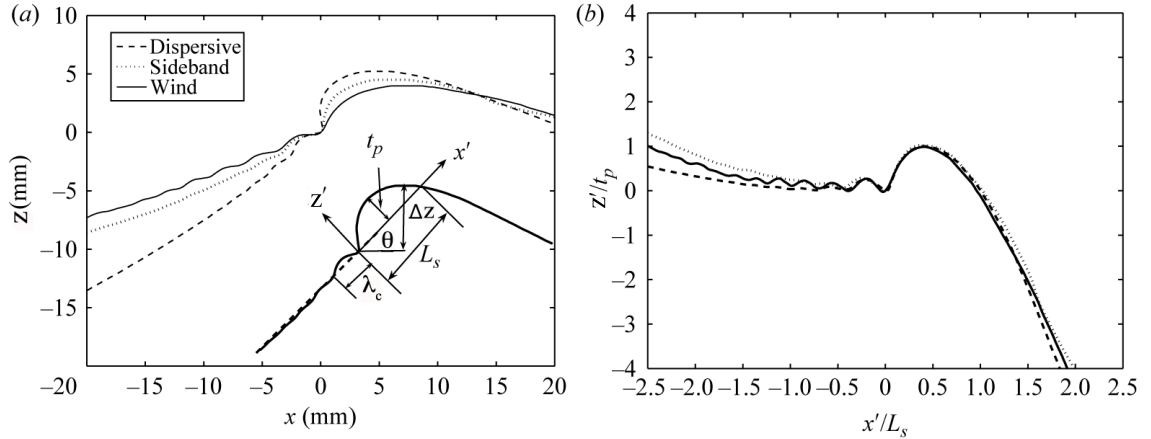 (a)
10
5
0
−5
−10
−15
−20
z (mm)
Dispersive
Sideband
Wind
t_p
x′
z′
Δz
θ
L_s
λ_c
−15 −10 −5 0 5 10 15 20
x (mm)
(b)
4
3
2
1
0
−1
−2
−3
−4
z′/t_p
−2.5 −2.0 −1.5 −1.0 −0.5 0 0.5 1.0 1.5 2.0 2.5
x′/L_s